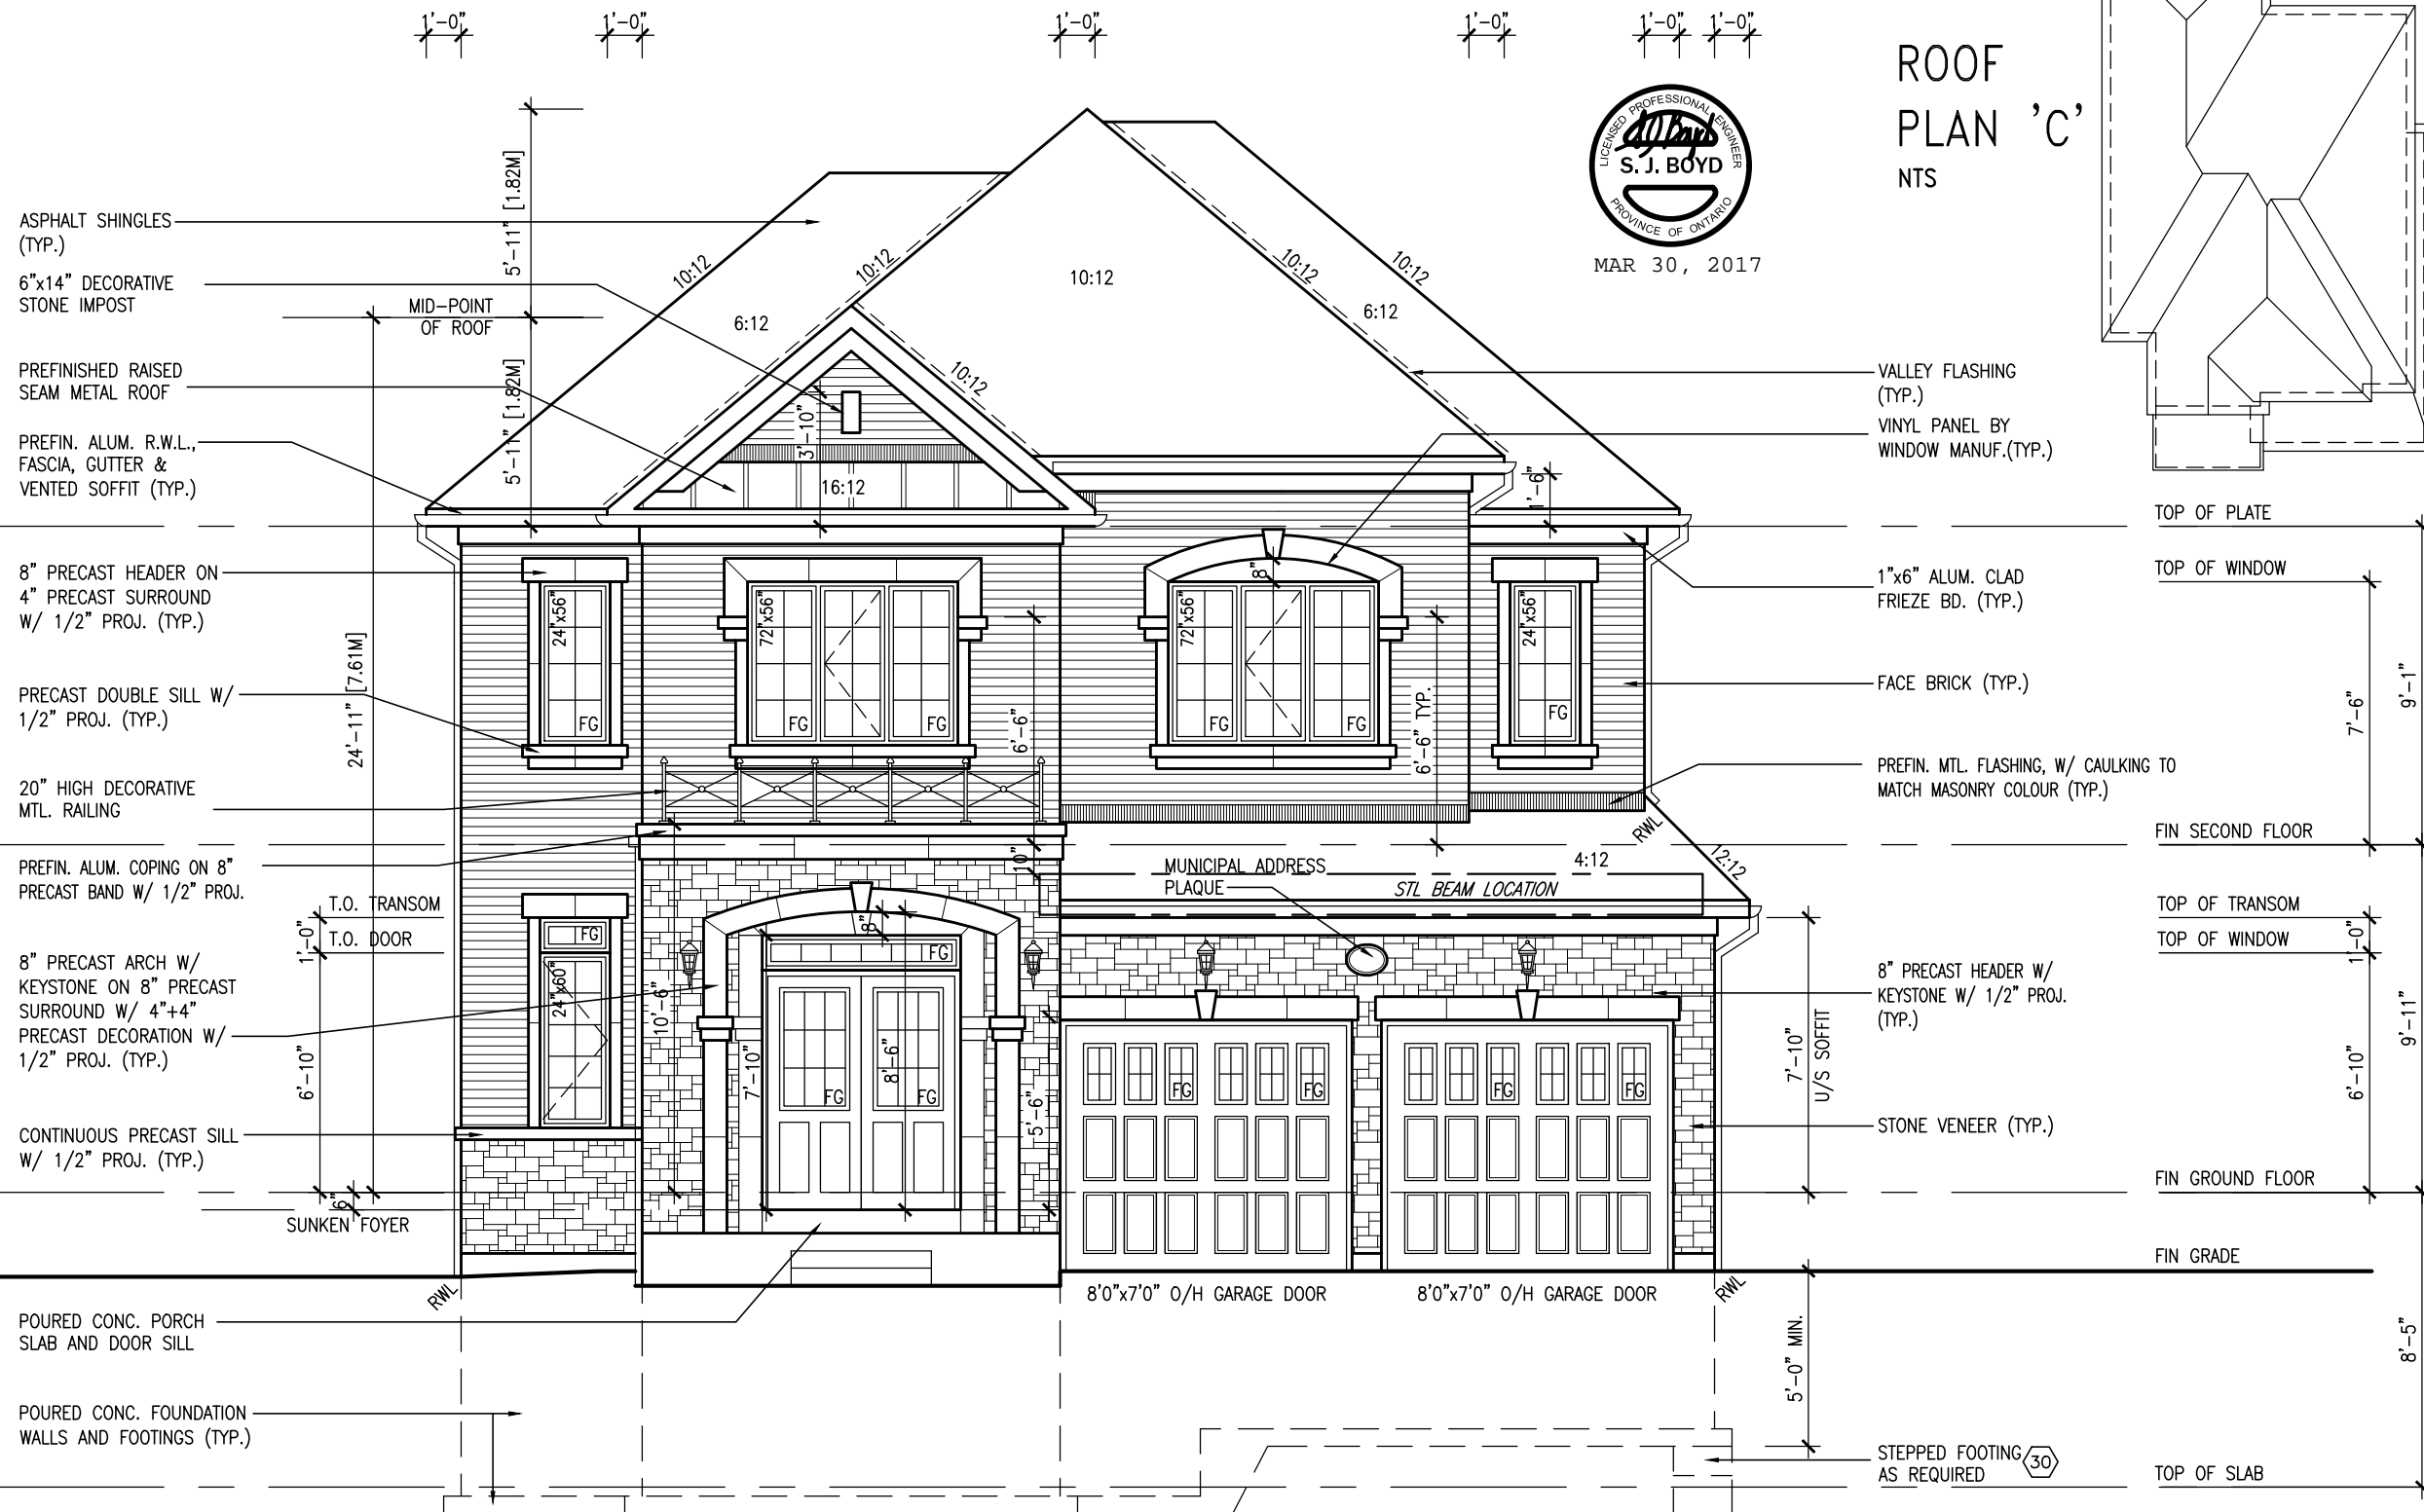 1'-0"
1'-0"
1'-0"
1'-0"
1'-0"
1'-0"
ROOF
PLAN 'C'
NTS
LICENSED PROFESSIONAL ENGINEER
S. J. BOYD
PROVINCE OF ONTARIO
MAR 30, 2017
ASPHALT SHINGLES
(TYP.)
6"x14" DECORATIVE
STONE IMPOST
PREFINISHED RAISED
SEAM METAL ROOF
PREFIN. ALUM. R.W.L.,
FASCIA, GUTTER &
VENTED SOFFIT (TYP.)
8" PRECAST HEADER ON
4" PRECAST SURROUND
W/ 1/2" PROJ. (TYP.)
PRECAST DOUBLE SILL W/
1/2" PROJ. (TYP.)
20" HIGH DECORATIVE
MTL. RAILING
PREFIN. ALUM. COPING ON 8"
PRECAST BAND W/ 1/2" PROJ.
T.O. TRANSOM
T.O. DOOR
1'-0"
8" PRECAST ARCH W/
KEYSTONE ON 8" PRECAST
SURROUND W/ 4"+4"
PRECAST DECORATION W/
1/2" PROJ. (TYP.)
6'-10"
CONTINUOUS PRECAST SILL
W/ 1/2" PROJ. (TYP.)
6"
SUNKEN FOYER
RWL
POURED CONC. PORCH
SLAB AND DOOR SILL
POURED CONC. FOUNDATION
WALLS AND FOOTINGS (TYP.)
5'-11" [1.82M]
MID-POINT
OF ROOF
5'-11" [1.82M]
24'-11" [7.61M]
10:12
10:12
10:12
10:12
10:12
6:12
6:12
10:12
3'-10"
16:12
1'-6"
24"x56"
FG
72"x56"
FG
FG
6'-6"
8"
72"x56"
FG
FG
6'-6" TYP.
24"x56"
FG
RWL
12:12
4:12
10"
MUNICIPAL ADDRESS
PLAQUE
STL BEAM LOCATION
FG
24"x60"
10'-6"
8"
FG
7'-10"
8'-6"
FG
FG
5'-6"
FG
FG
FG
FG
8'0"x7'0" O/H GARAGE DOOR
8'0"x7'0" O/H GARAGE DOOR
RWL
7'-10"
U/S SOFFIT
5'-0" MIN.
VALLEY FLASHING
(TYP.)
VINYL PANEL BY
WINDOW MANUF.(TYP.)
1"x6" ALUM. CLAD
FRIEZE BD. (TYP.)
FACE BRICK (TYP.)
PREFIN. MTL. FLASHING, W/ CAULKING TO
MATCH MASONRY COLOUR (TYP.)
8" PRECAST HEADER W/
KEYSTONE W/ 1/2" PROJ.
(TYP.)
STONE VENEER (TYP.)
STEPPED FOOTING 30
AS REQUIRED
TOP OF PLATE
TOP OF WINDOW
7'-6"
9'-1"
FIN SECOND FLOOR
TOP OF TRANSOM
TOP OF WINDOW
1'-0"
6'-10"
9'-11"
FIN GROUND FLOOR
FIN GRADE
8'-5"
TOP OF SLAB